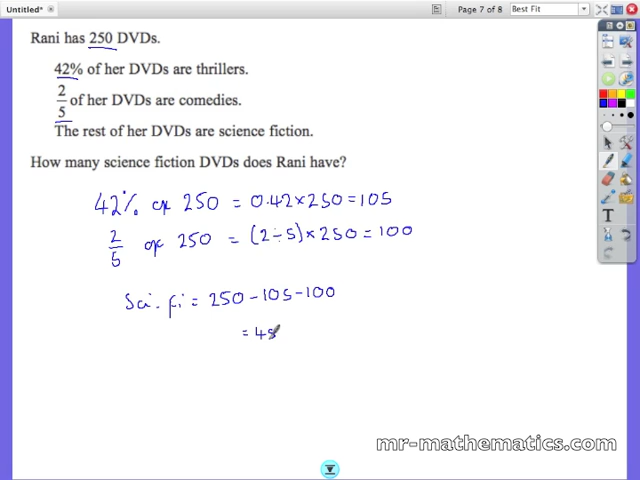 Untitled*
Page 7 of 8
Best Fit
Rani has 250 DVDs.
42% of her DVDs are thrillers.
2/5 of her DVDs are comedies.
The rest of her DVDs are science fiction.
How many science fiction DVDs does Rani have?
42% of 250 = 0.42 × 250 = 105
2/5 of 250 = (2 ÷ 5) × 250 = 100
Sci. fi = 250 - 105 - 100
= 45
T
mr-mathematics.com